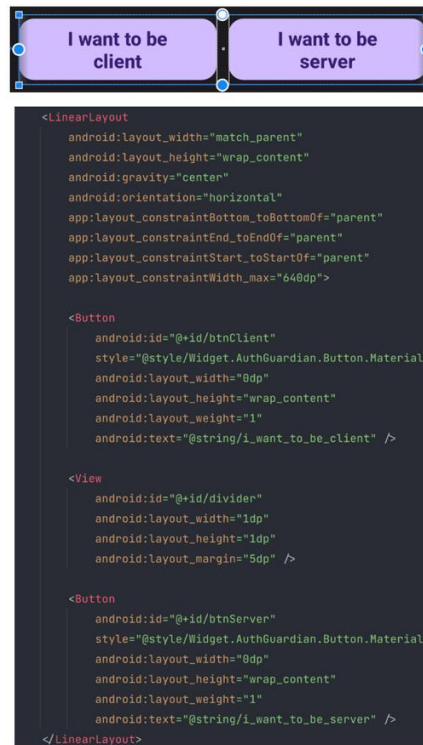 I want to be
client
I want to be
server
<LinearLayout
android:layout_width="match_parent"
android:layout_height="wrap_content"
android:gravity="center"
android:orientation="horizontal"
app:layout_constraintBottom_toBottomOf="parent"
app:layout_constraintEnd_toEndOf="parent"
app:layout_constraintStart_toStartOf="parent"
app:layout_constraintWidth_max="640dp">
<Button
android:id="@+id/btnClient"
style="@style/Widget.AuthGuardian.Button.Material
android:layout_width="0dp"
android:layout_height="wrap_content"
android:layout_weight="1"
android:text="@string/i_want_to_be_client" />
<View
android:id="@+id/divider"
android:layout_width="1dp"
android:layout_height="1dp"
android:layout_margin="5dp" />
<Button
android:id="@+id/btnServer"
style="@style/Widget.AuthGuardian.Button.Material
android:layout_width="0dp"
android:layout_height="wrap_content"
android:layout_weight="1"
android:text="@string/i_want_to_be_server" />
</LinearLayout>